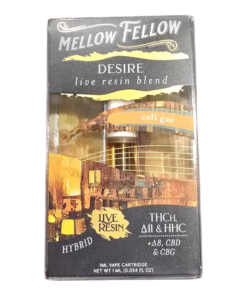 MELLOW FELLOW
DESIRE
live resin blend
cali gas
LIVE
RESIN
THCH,
Δ11 & HHC
+Δ8, CBD
& CBG
HYBRID
1ML VAPE CARTRIDGE
NET WT 1 ML (0.034 FL OZ)